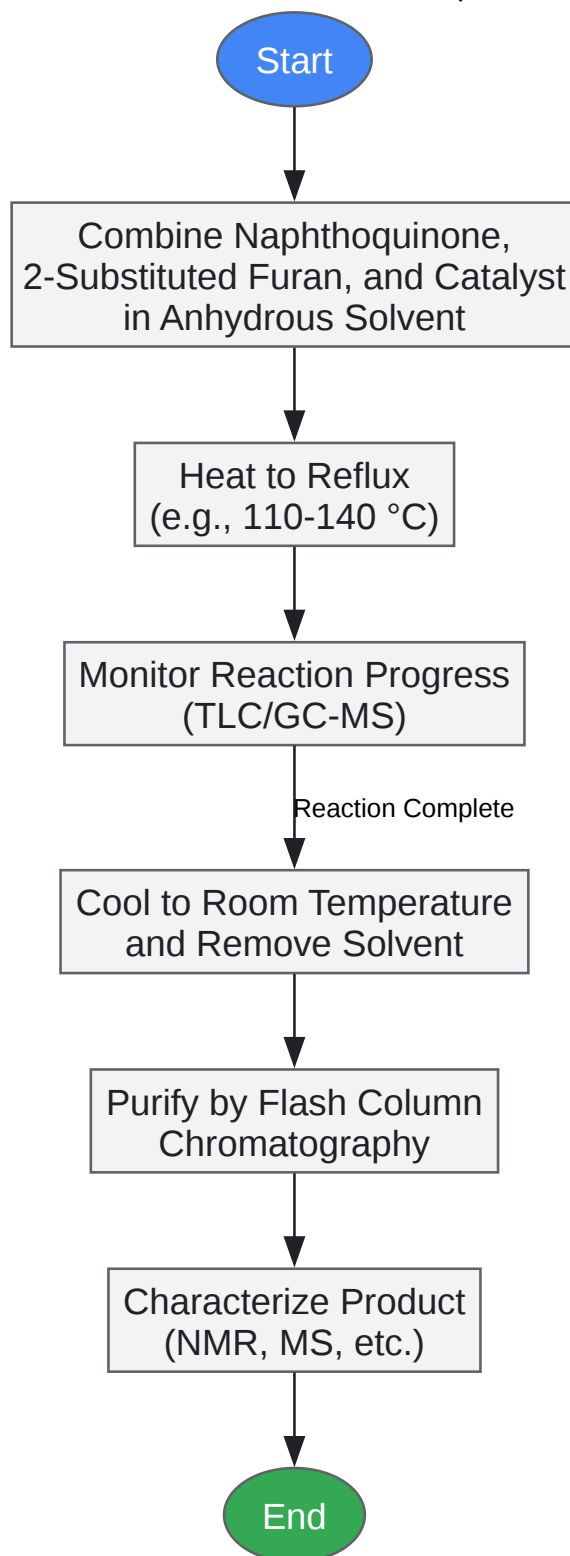 Start
Combine Naphthoquinone,
2-Substituted Furan, and Catalyst
in Anhydrous Solvent
Heat to Reflux
(e.g., 110-140 °C)
Monitor Reaction Progress
(TLC/GC-MS)
Reaction Complete
Cool to Room Temperature
and Remove Solvent
Purify by Flash Column
Chromatography
Characterize Product
(NMR, MS, etc.)
End